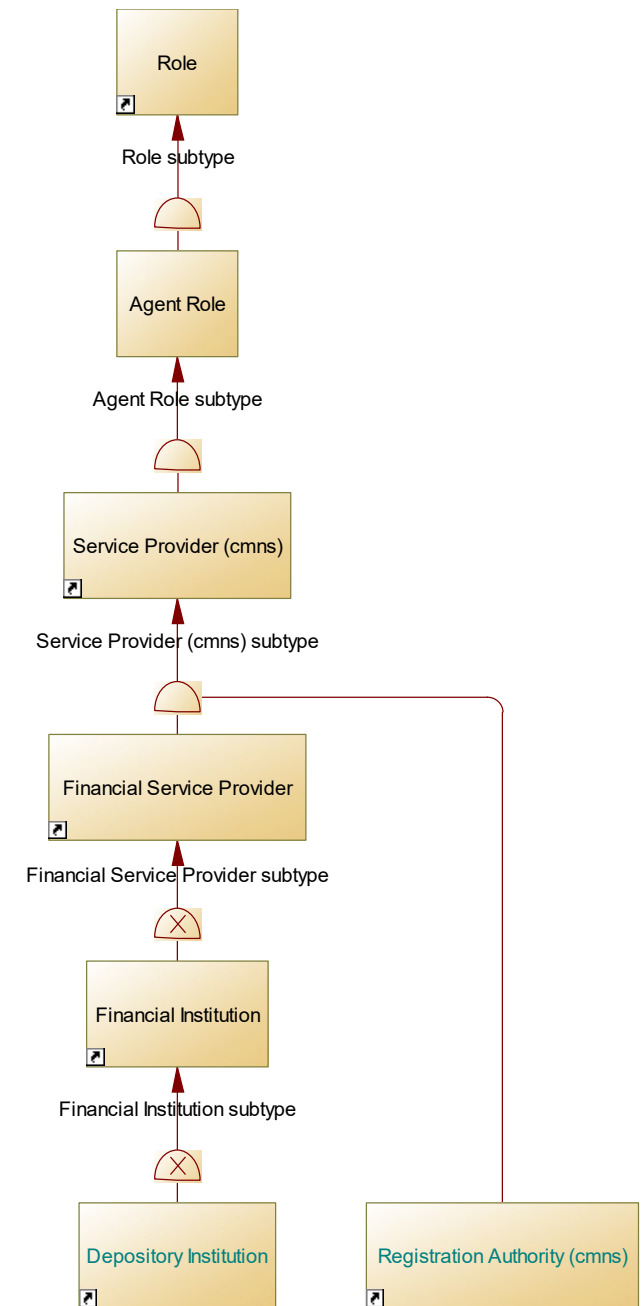 Role
Role subtype
Agent Role
Agent Role subtype
Service Provider (cmns)
Service Provider (cmns) subtype
Financial Service Provider
Financial Service Provider subtype
Financial Institution
Financial Institution subtype
Depository Institution
Registration Authority (cmns)